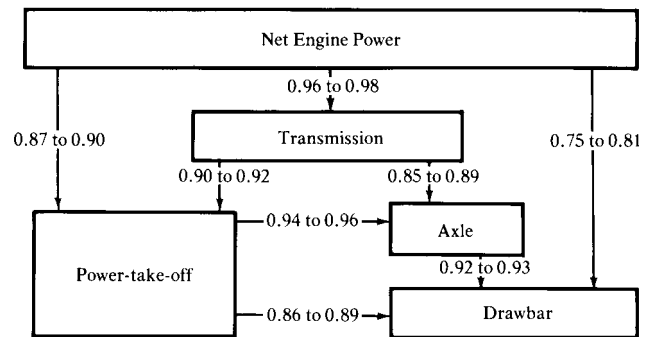 Net Engine Power
0.96 to 0.98
0.87 to 0.90
Transmission
0.75 to 0.81
0.90 to 0.92
0.85 to 0.89
0.94 to 0.96
Axle
Power-take-off
0.92 to 0.93
0.86 to 0.89
Drawbar